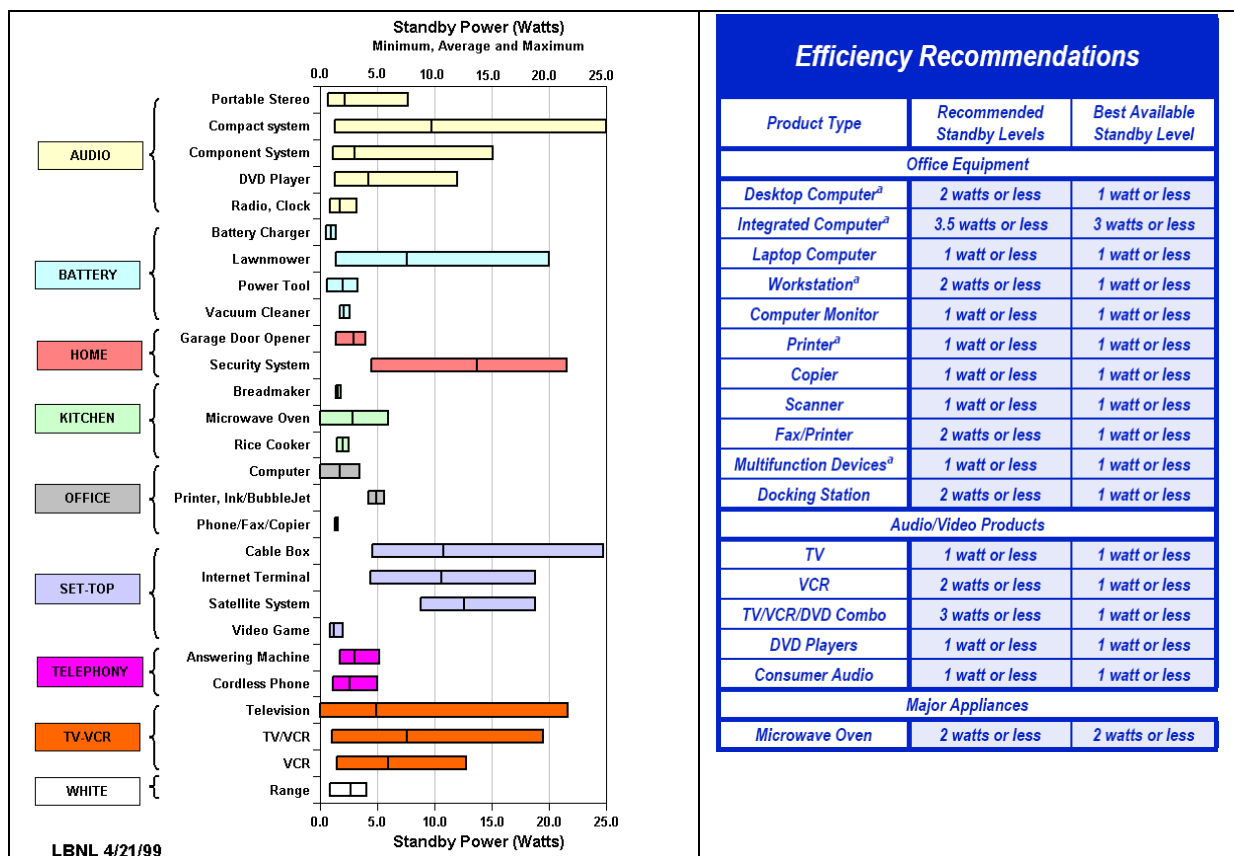 Standby Power (Watts)
Minimum, Average and Maximum
0.0 5.0 10.0 15.0 20.0 25.0
AUDIO
Portable Stereo
Compact system
Component System
DVD Player
Radio, Clock
BATTERY
Battery Charger
Lawnmower
Power Tool
Vacuum Cleaner
HOME
Garage Door Opener
Security System
KITCHEN
Breadmaker
Microwave Oven
Rice Cooker
OFFICE
Computer
Printer, Ink/BubbleJet
Phone/Fax/Copier
SET-TOP
Cable Box
Internet Terminal
Satellite System
Video Game
TELEPHONY
Answering Machine
Cordless Phone
TV-VCR
Television
TV/VCR
VCR
WHITE
Range
0.0 5.0 10.0 15.0 20.0 25.0
Standby Power (Watts)
LBNL 4/21/99
Efficiency Recommendations
Product Type Recommended Standby Levels Best Available Standby Level
Office Equipment
Desktop Computerᵃ 2 watts or less 1 watt or less
Integrated Computerᵃ 3.5 watts or less 3 watts or less
Laptop Computer 1 watt or less 1 watt or less
Workstationᵃ 2 watts or less 1 watt or less
Computer Monitor 1 watt or less 1 watt or less
Printerᵃ 1 watt or less 1 watt or less
Copier 1 watt or less 1 watt or less
Scanner 1 watt or less 1 watt or less
Fax/Printer 2 watts or less 1 watt or less
Multifunction Devicesᵃ 1 watt or less 1 watt or less
Docking Station 2 watts or less 1 watt or less
Audio/Video Products
TV 1 watt or less 1 watt or less
VCR 2 watts or less 1 watt or less
TV/VCR/DVD Combo 3 watts or less 1 watt or less
DVD Players 1 watt or less 1 watt or less
Consumer Audio 1 watt or less 1 watt or less
Major Appliances
Microwave Oven 2 watts or less 2 watts or less